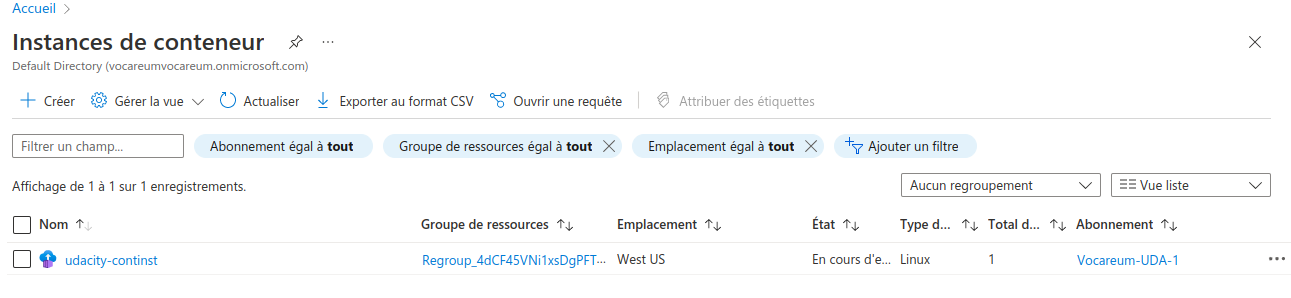 Accueil
Instances de conteneur
Default Directory (vocareumvocareum.onmicrosoft.com)
Créer Gérer la vue Actualiser Exporter au format CSV Ouvrir une requête Attribuer des étiquettes
Filtrer un champ... Abonnement égal à tout Groupe de ressources égal à tout Emplacement égal à tout Ajouter un filtre
Affichage de 1 à 1 sur 1 enregistrements. Aucun regroupement Vue liste
Nom Groupe de ressources Emplacement État Type d... Total d... Abonnement
udacity-continst Regroup_4dCF45VNi1xsDgPFT... West US En cours d'e... Linux 1 Vocareum-UDA-1